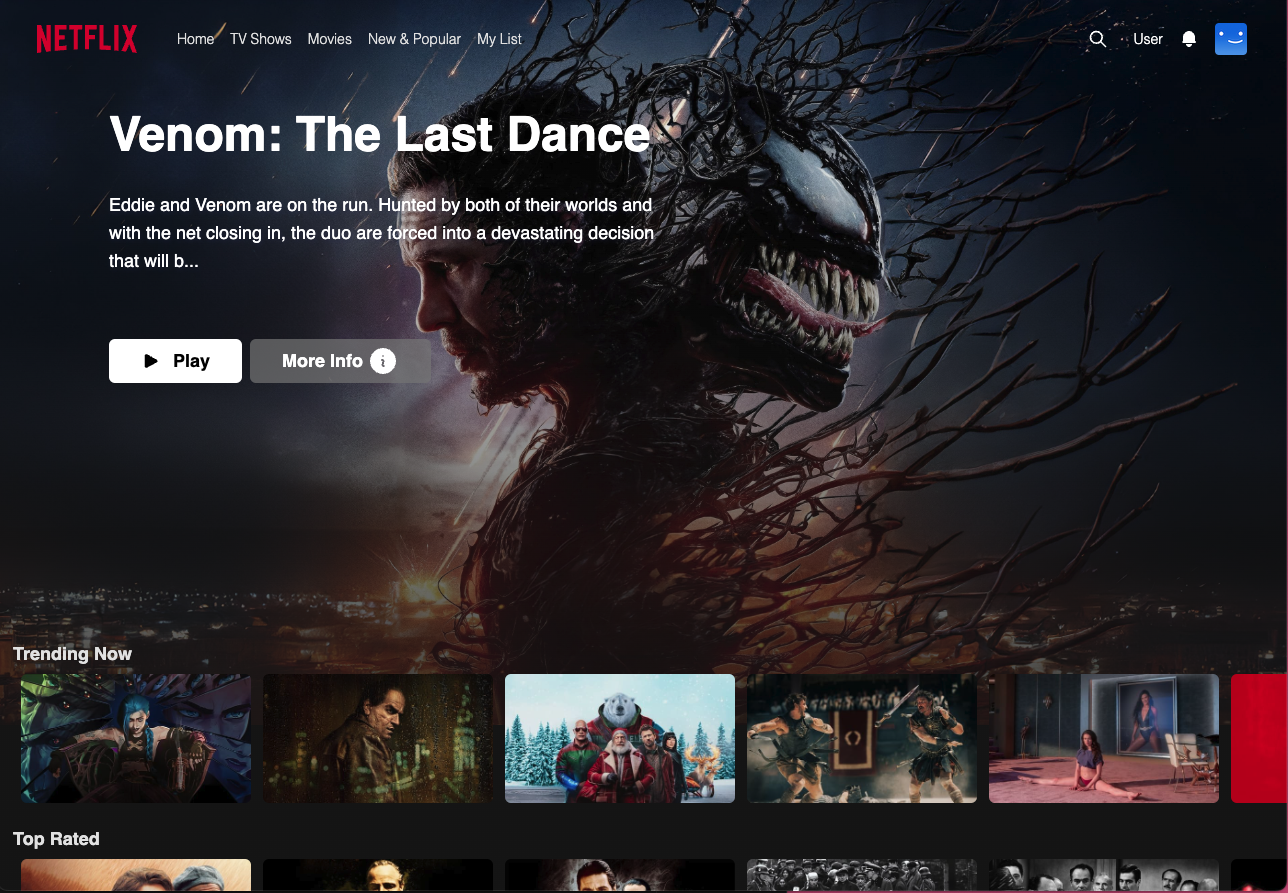 NETFLIX
Home TV Shows Movies New & Popular My List
User
Venom: The Last Dance
Eddie and Venom are on the run. Hunted by both of their worlds and
with the net closing in, the duo are forced into a devastating decision
that will b...
Play
More Info i
Trending Now
Top Rated